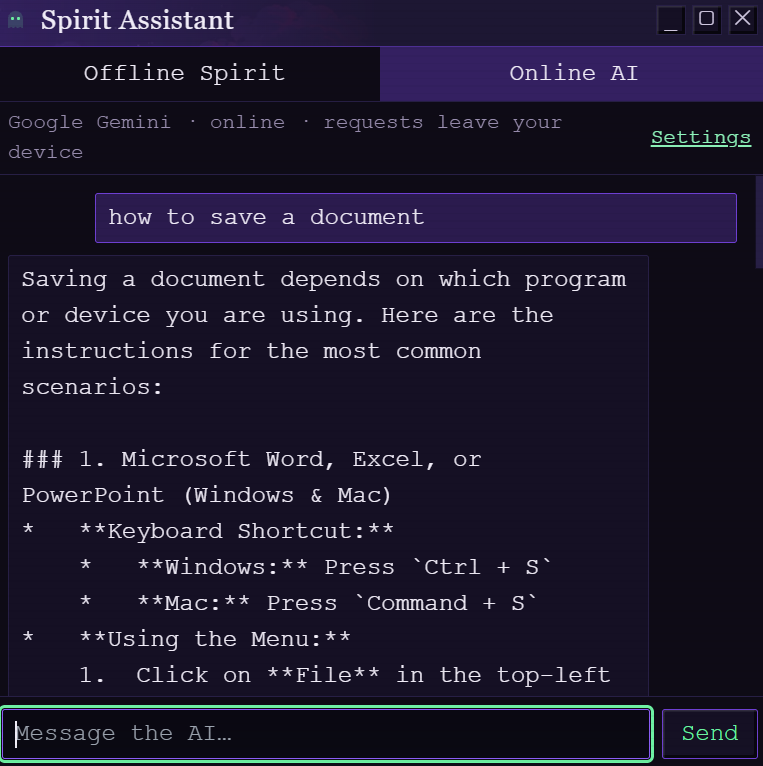 Spirit Assistant
Offline Spirit
Online AI
Google Gemini · online · requests leave your
device
Settings
how to save a document
Saving a document depends on which program
or device you are using. Here are the
instructions for the most common
scenarios:
### 1. Microsoft Word, Excel, or
PowerPoint (Windows & Mac)
*   **Keyboard Shortcut:**
    *   **Windows:** Press `Ctrl + S`
    *   **Mac:** Press `Command + S`
*   **Using the Menu:**
    1.  Click on **File** in the top-left
Message the AI…
Send